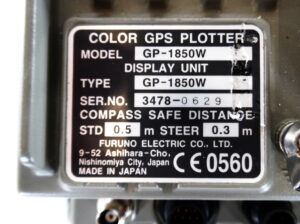 COLOR GPS PLOTTER
MODEL GP-1850W
DISPLAY UNIT
TYPE GP-1850W
SER.NO. 3478-0629
COMPASS SAFE DISTANCE
STD 0.5 m STEER 0.3 m
FURUNO ELECTRIC CO., LTD.
9-52 Ashihara-Cho,
Nishinomiya City, Japan
MADE IN JAPAN CE0560